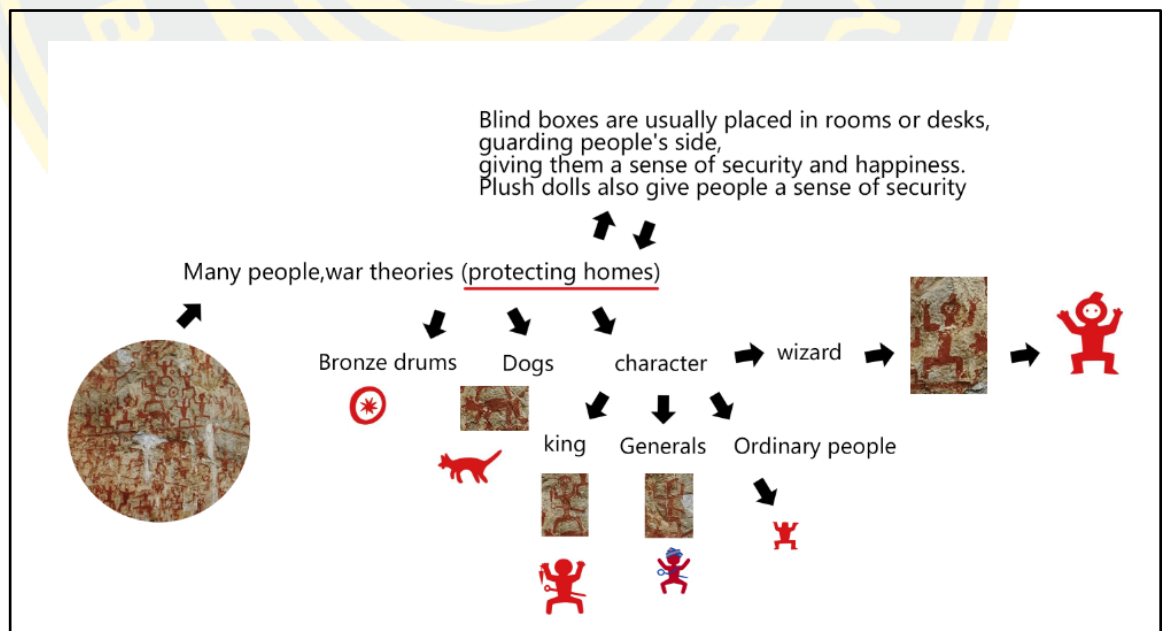 Blind boxes are usually placed in rooms or desks,
guarding people's side,
giving them a sense of security and happiness.
Plush dolls also give people a sense of security
Many people,war theories (protecting homes)
Bronze drums
Dogs
character
wizard
king
Generals
Ordinary people